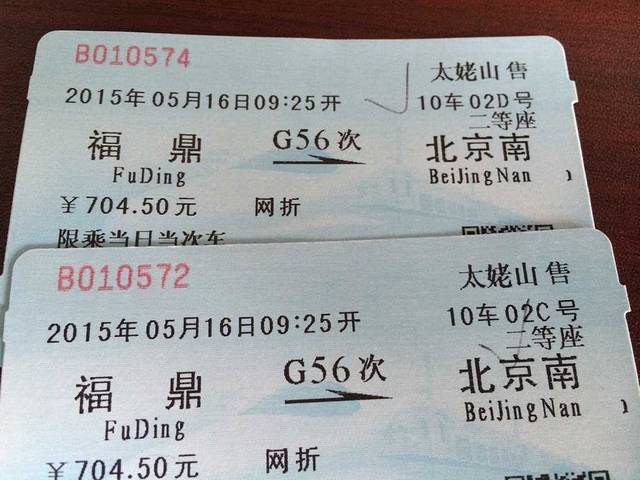 B010574
太姥山 售
2015年05月16日09:25开
10车02D号
二等座
福鼎
G56次
北京南
FuDing
BeiJingNan
￥704.50元
网折
限乘当日当次车
B010572
太姥山 售
2015年05月16日09:25开
10车02C号
二等座
福鼎
G56次
北京南
FuDing
BeiJingNan
￥704.50元
网折